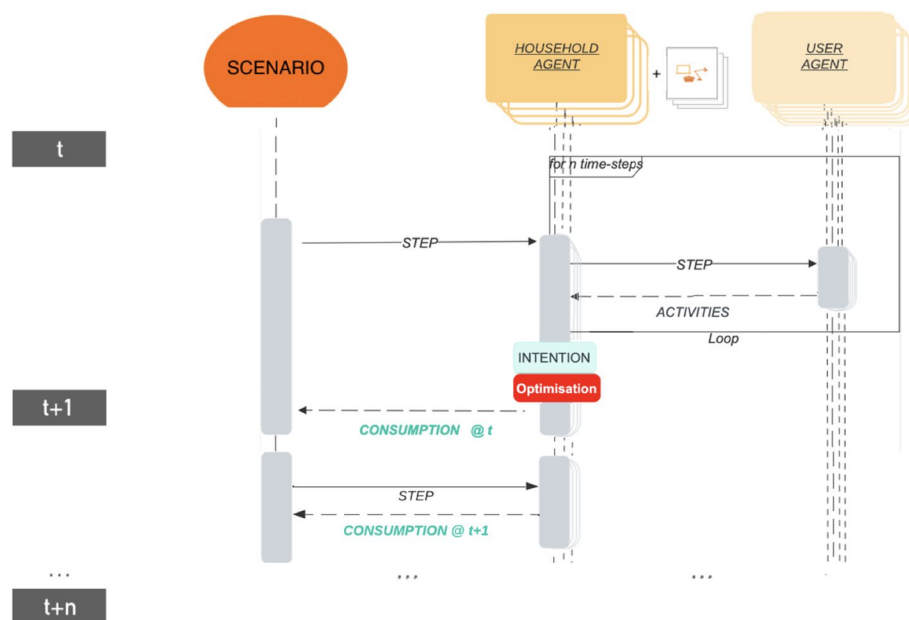 SCENARIO
HOUSEHOLD
AGENT
+
USER
AGENT
t
for n time-steps
STEP
STEP
ACTIVITIES
Loop
INTENTION
Optimisation
t+1
CONSUMPTION @ t
STEP
CONSUMPTION @ t+1
...
...
...
t+n